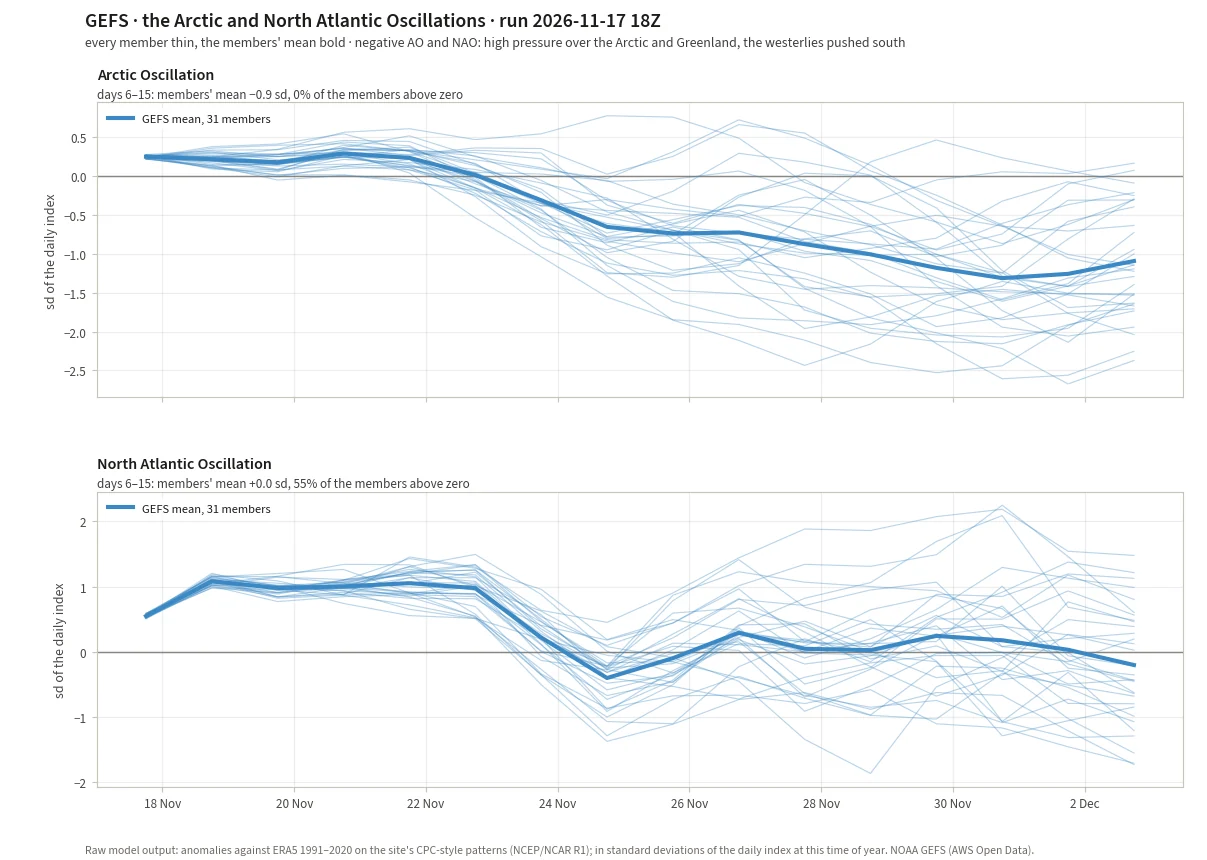 GEFS · the Arctic and North Atlantic Oscillations · run 2026-11-17 18Z
every member thin, the members' mean bold · negative AO and NAO: high pressure over the Arctic and Greenland, the westerlies pushed south
Arctic Oscillation
days 6–15: members' mean −0.9 sd, 0% of the members above zero
GEFS mean, 31 members
sd of the daily index
0.5
0.0
−0.5
−1.0
−1.5
−2.0
−2.5
North Atlantic Oscillation
days 6–15: members' mean +0.0 sd, 55% of the members above zero
GEFS mean, 31 members
sd of the daily index
2
1
0
−1
−2
18 Nov 20 Nov 22 Nov 24 Nov 26 Nov 28 Nov 30 Nov 2 Dec
Raw model output: anomalies against ERA5 1991–2020 on the site's CPC-style patterns (NCEP/NCAR R1); in standard deviations of the daily index at this time of year. NOAA GEFS (AWS Open Data).